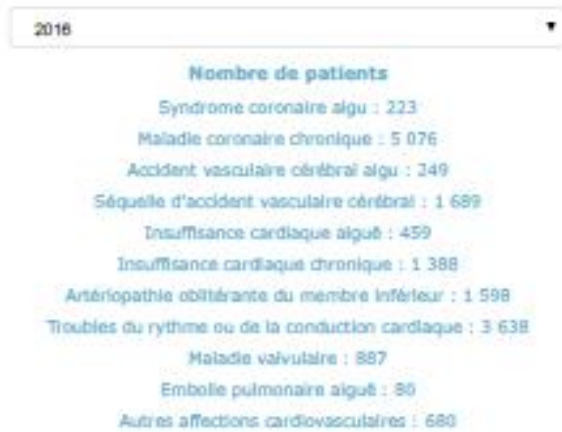 2016
Nombre de patients
Syndrome coronaire aigu : 223
Maladie coronaire chronique : 5 076
Accident vasculaire cérébral aigu : 249
Séquelle d'accident vasculaire cérébral : 1 689
Insuffisance cardiaque aiguë : 459
Insuffisance cardiaque chronique : 1 388
Artériopathie oblitérante du membre inférieur : 1 598
Troubles du rythme ou de la conduction cardiaque : 3 638
Maladie valvulaire : 887
Embolie pulmonaire aiguë : 80
Autres affections cardiovasculaires : 680